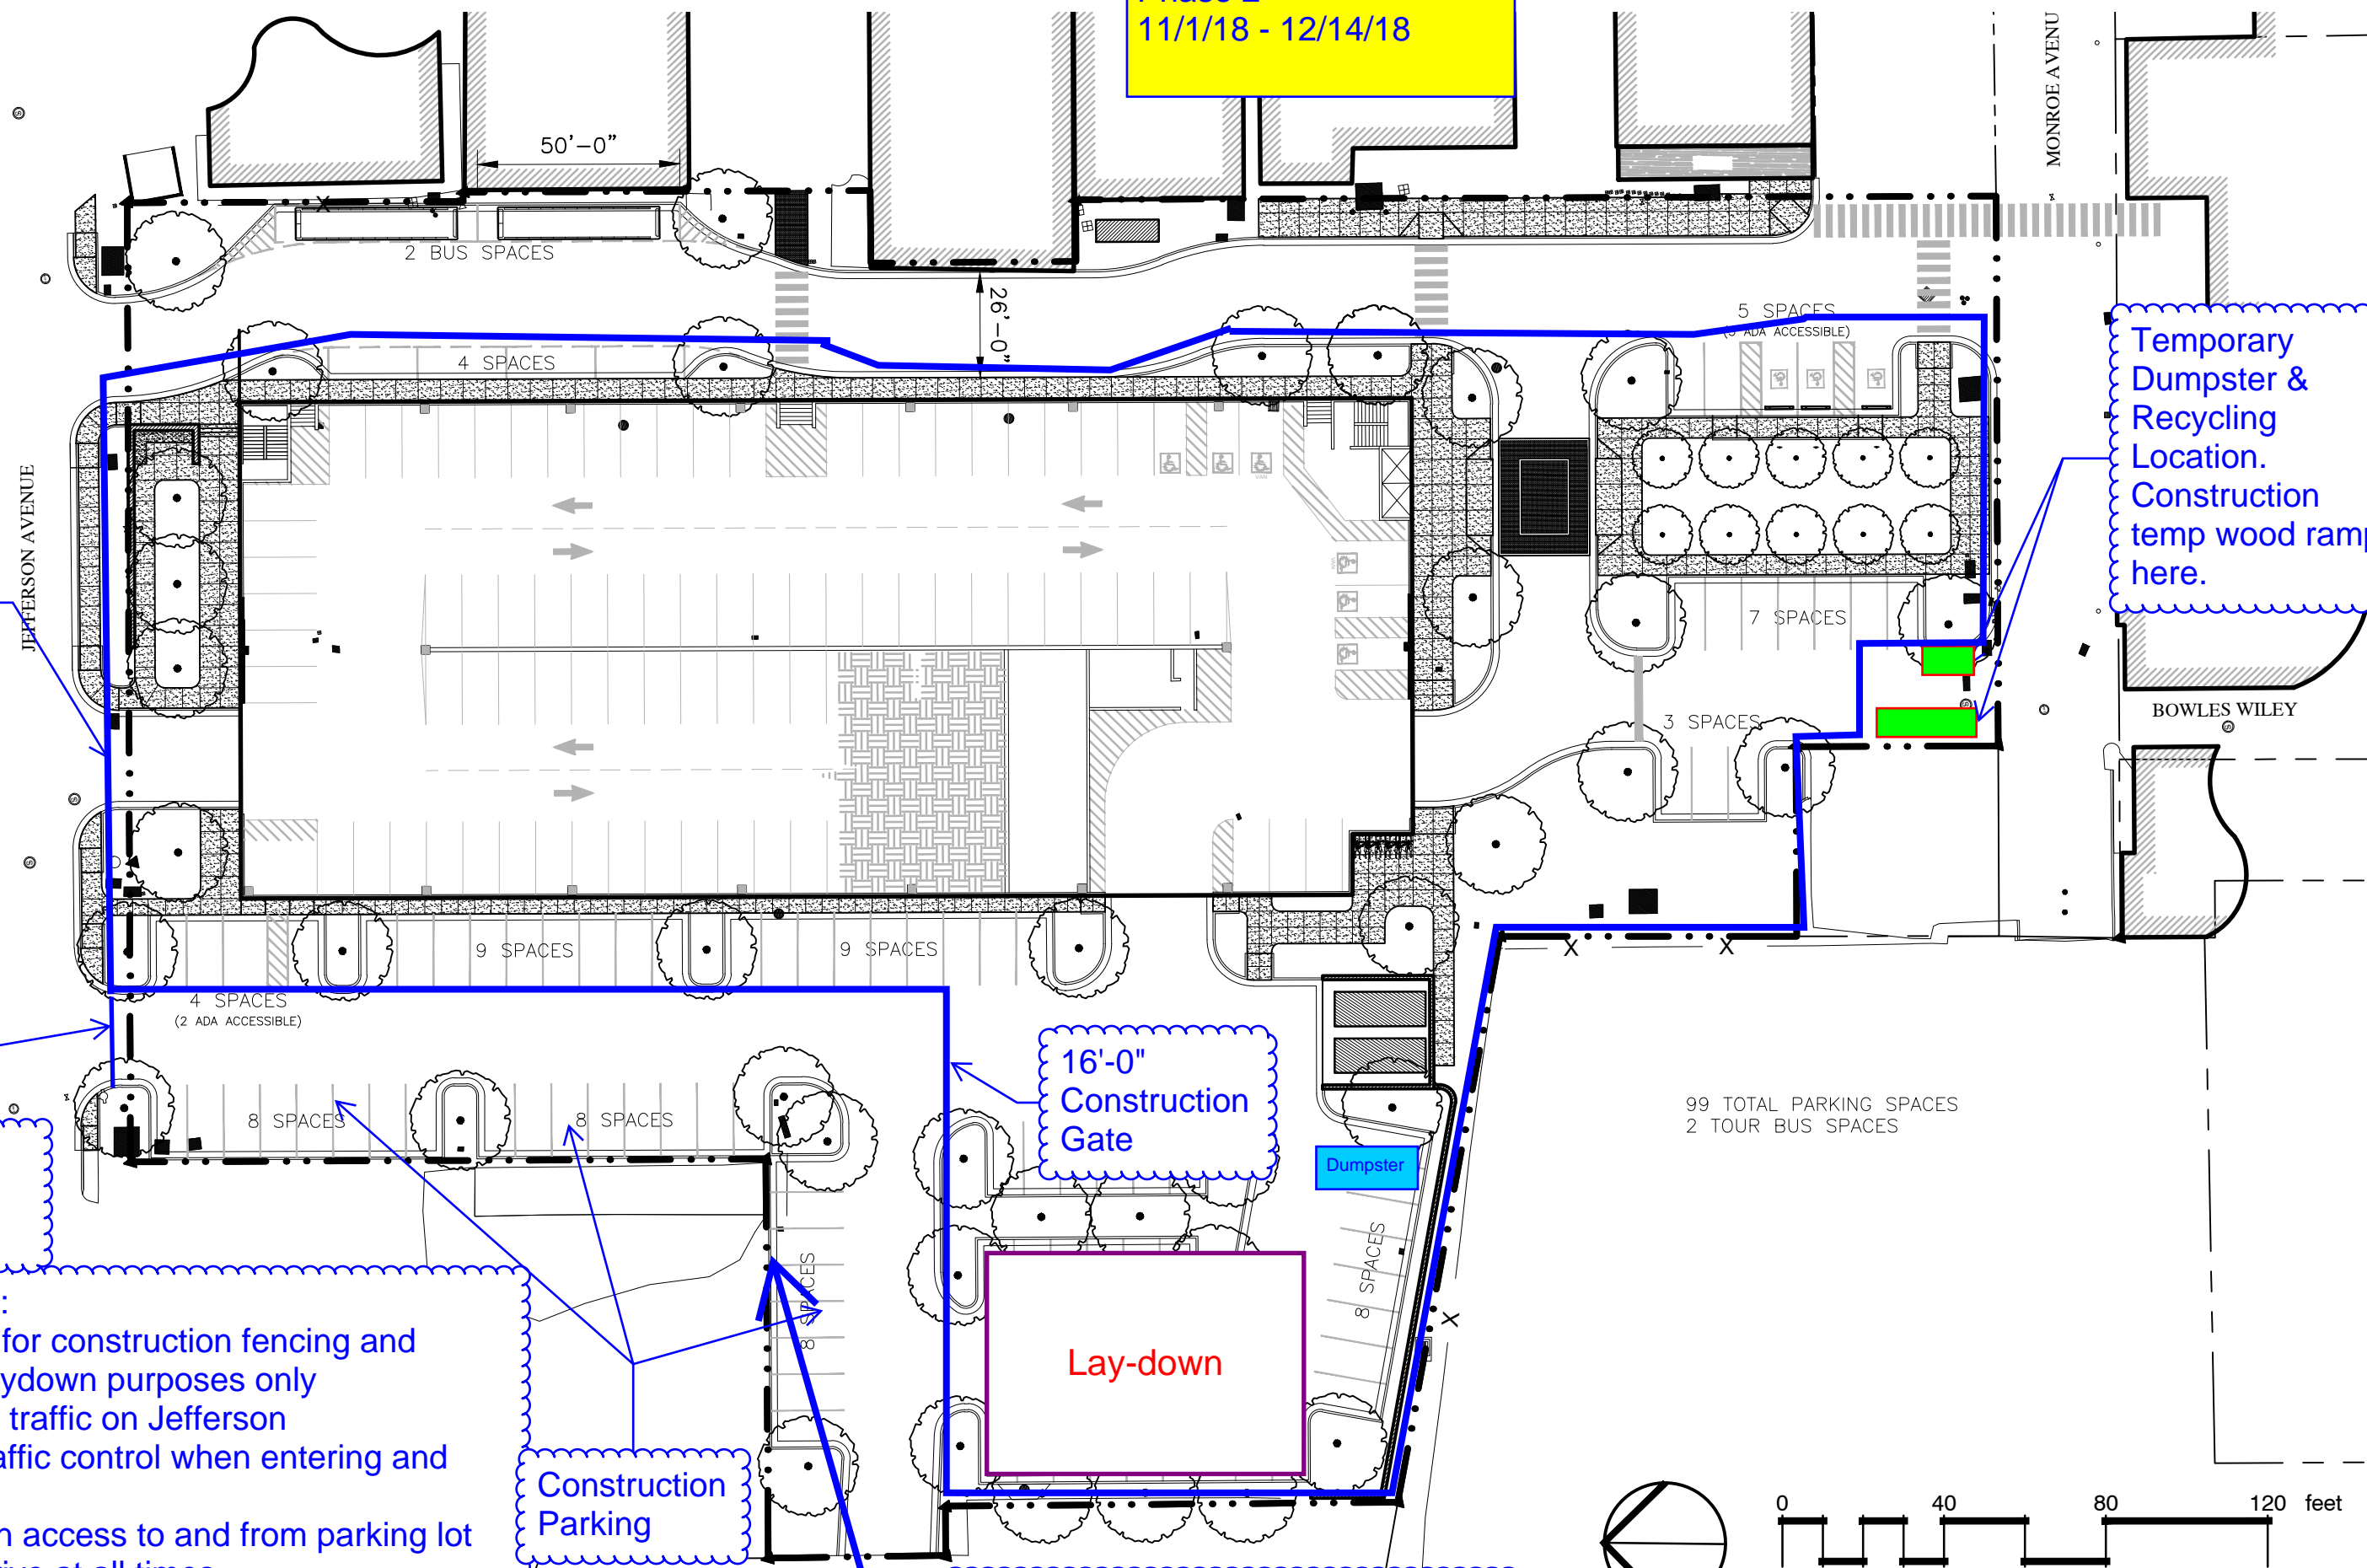 11/1/18 - 12/14/18
MONROE AVENU
50'-0"
2 BUS SPACES
26'-0"
5 SPACES
(3 ADA ACCESSIBLE)
4 SPACES
Temporary
Dumpster &
Recycling
Location.
Construction
temp wood ramp
here.
JEFFERSON AVENUE
VAN
7 SPACES
3 SPACES
BOWLES WILEY
9 SPACES
9 SPACES
4 SPACES
(2 ADA ACCESSIBLE)
16'-0"
Construction
Gate
8 SPACES
8 SPACES
99 TOTAL PARKING SPACES
2 TOUR BUS SPACES
Dumpster
8 SPACES
8 SPACES
Lay-down
:
for construction fencing and
ydown purposes only
traffic on Jefferson
affic control when entering and
n access to and from parking lot
Construction
Parking
0 40 80 120 feet
X
X
X
X